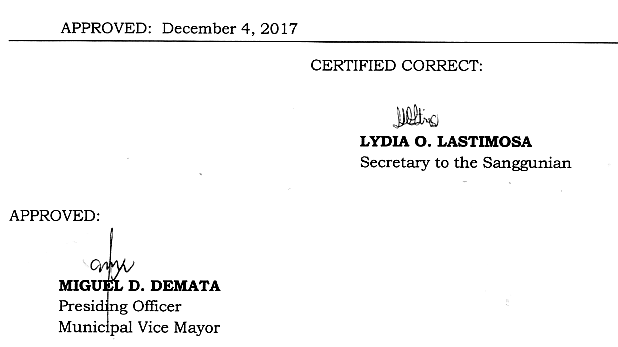 APPROVED: December 4, 2017
CERTIFIED CORRECT:
LYDIA O. LASTIMOSA
Secretary to the Sanggunian
APPROVED:
MIGUEL D. DEMATA
Presiding Officer
Municipal Vice Mayor